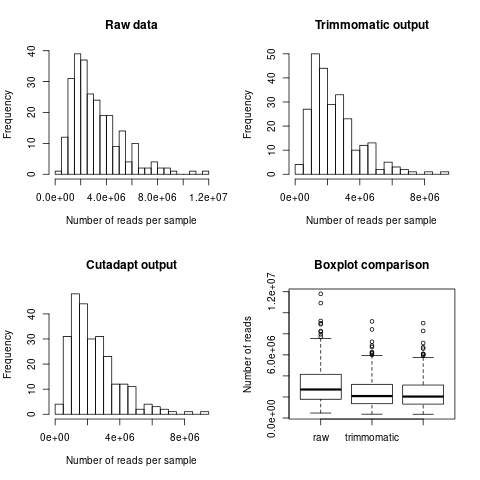 Raw data
Frequency
0 10 20 30 40
0.0e+00 4.0e+06 8.0e+06 1.2e+07
Number of reads per sample
Trimmomatic output
Frequency
0 10 20 30 40 50
0e+00 4e+06 8e+06
Number of reads per sample
Cutadapt output
Frequency
0 10 20 30 40
0e+00 4e+06 8e+06
Number of reads per sample
Boxplot comparison
Number of reads
0.0e+00 6.0e+06 1.2e+07
raw trimmomatic